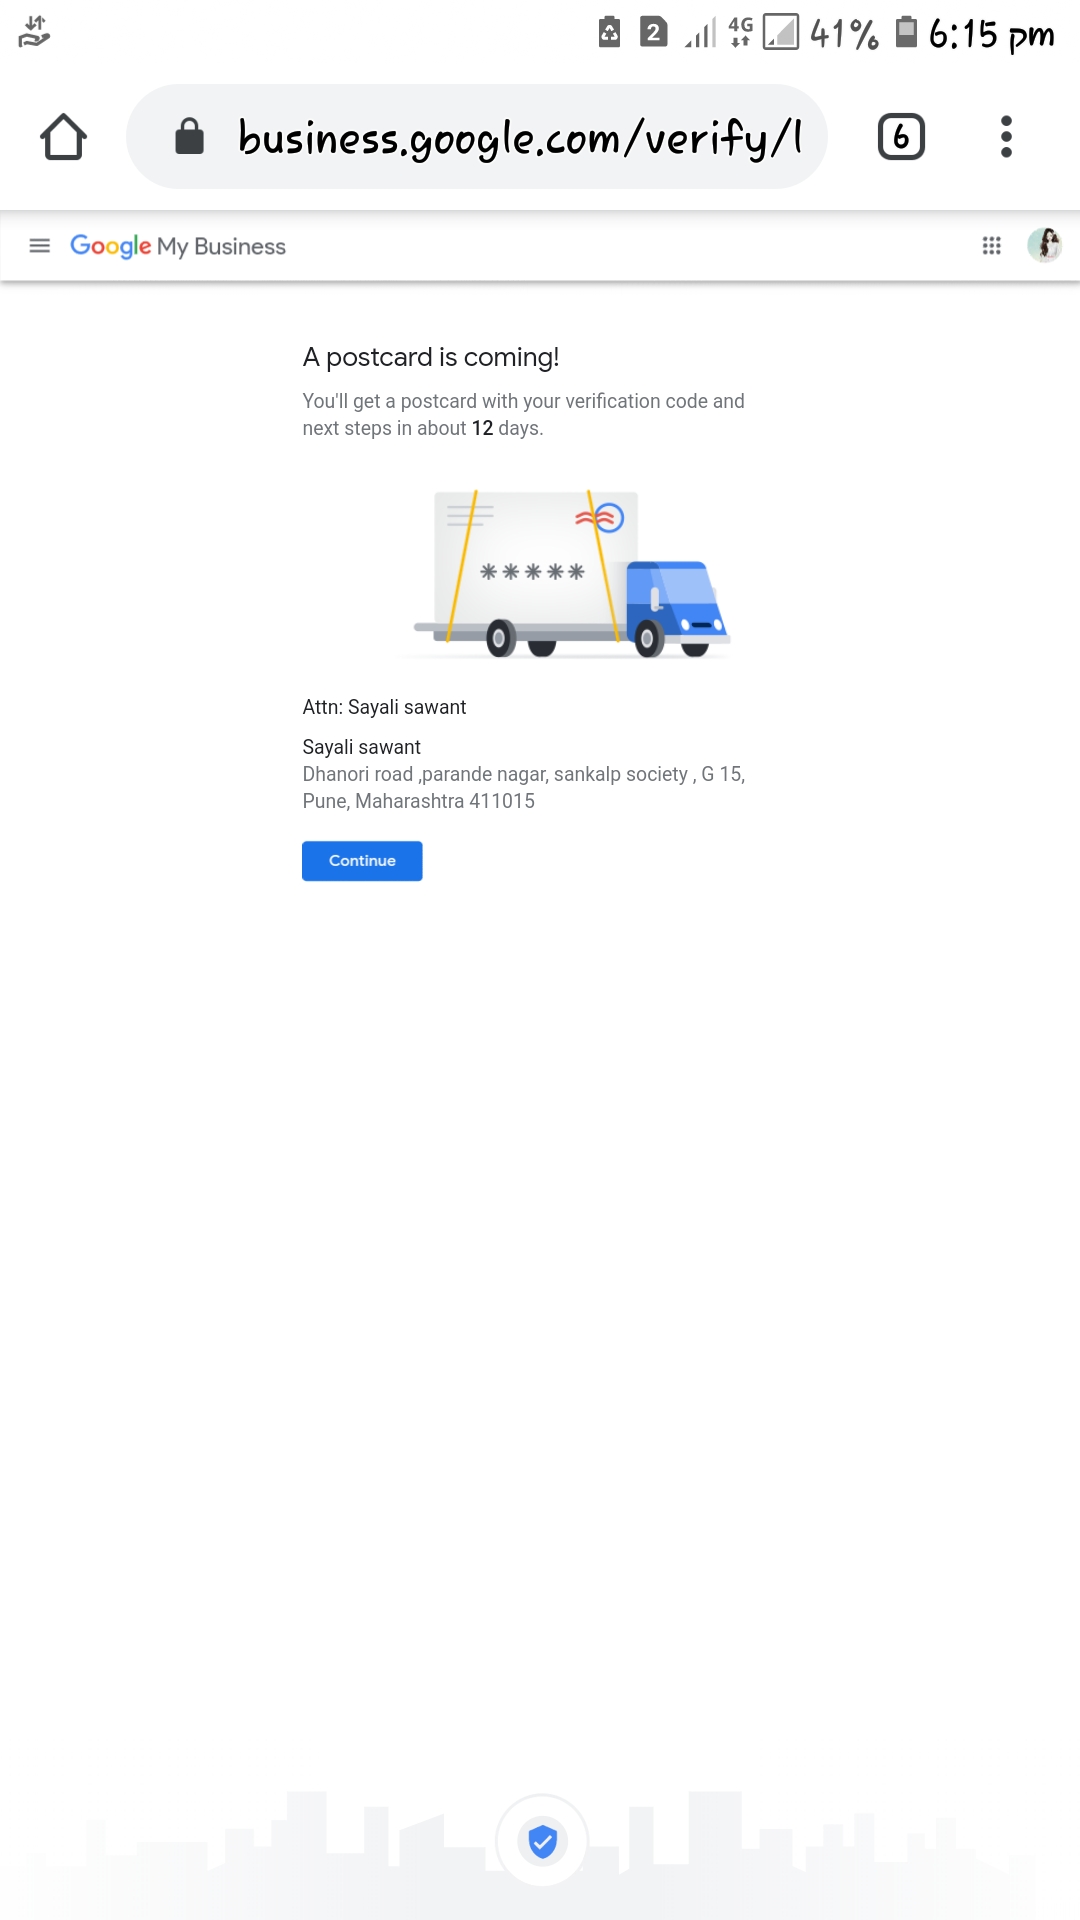 2 4G 41% 6:15 pm
business.google.com/verify/l 6
Google My Business
A postcard is coming!
You'll get a postcard with your verification code and
next steps in about 12 days.
*****
Attn: Sayali sawant
Sayali sawant
Dhanori road ,parande nagar, sankalp society , G 15,
Pune, Maharashtra 411015
Continue